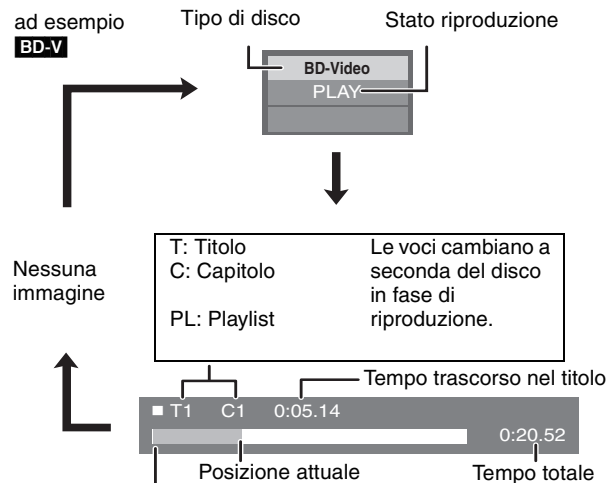 ad esempio
BD-V
Tipo di disco
Stato riproduzione
BD-Video
PLAY
T: Titolo
C: Capitolo
PL: Playlist
Le voci cambiano a
seconda del disco
in fase di
riproduzione.
Nessuna
immagine
Tempo trascorso nel titolo
T1 C1 0:05.14
0:20.52
Posizione attuale
Tempo totale